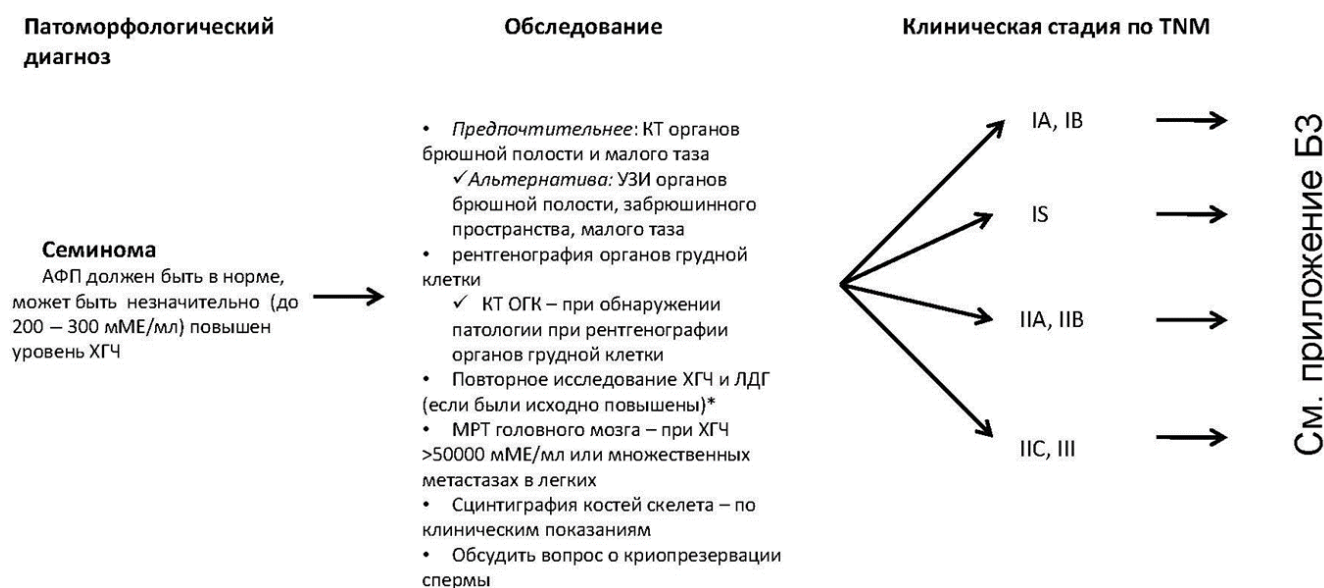 Патоморфологический
диагноз
Обследование
Клиническая стадия по TNM
Семинома
АФП должен быть в норме,
может быть незначительно (до
200 – 300 мМЕ/мл) повышен
уровень ХГЧ
• Предпочтительнее: КТ органов
брюшной полости и малого таза
✓Альтернатива: УЗИ органов
брюшной полости, забрюшинного
пространства, малого таза
• рентгенография органов грудной
клетки
✓ КТ ОГК – при обнаружении
патологии при рентгенографии
органов грудной клетки
• Повторное исследование ХГЧ и ЛДГ
(если были исходно повышены)*
• МРТ головного мозга – при ХГЧ
>50000 мМЕ/мл или множественных
метастазах в легких
• Сцинтиграфия костей скелета – по
клиническим показаниям
• Обсудить вопрос о криопрезервации
спермы
IA, IB
IS
IIA, IIB
IIC, III
См. приложение Б3